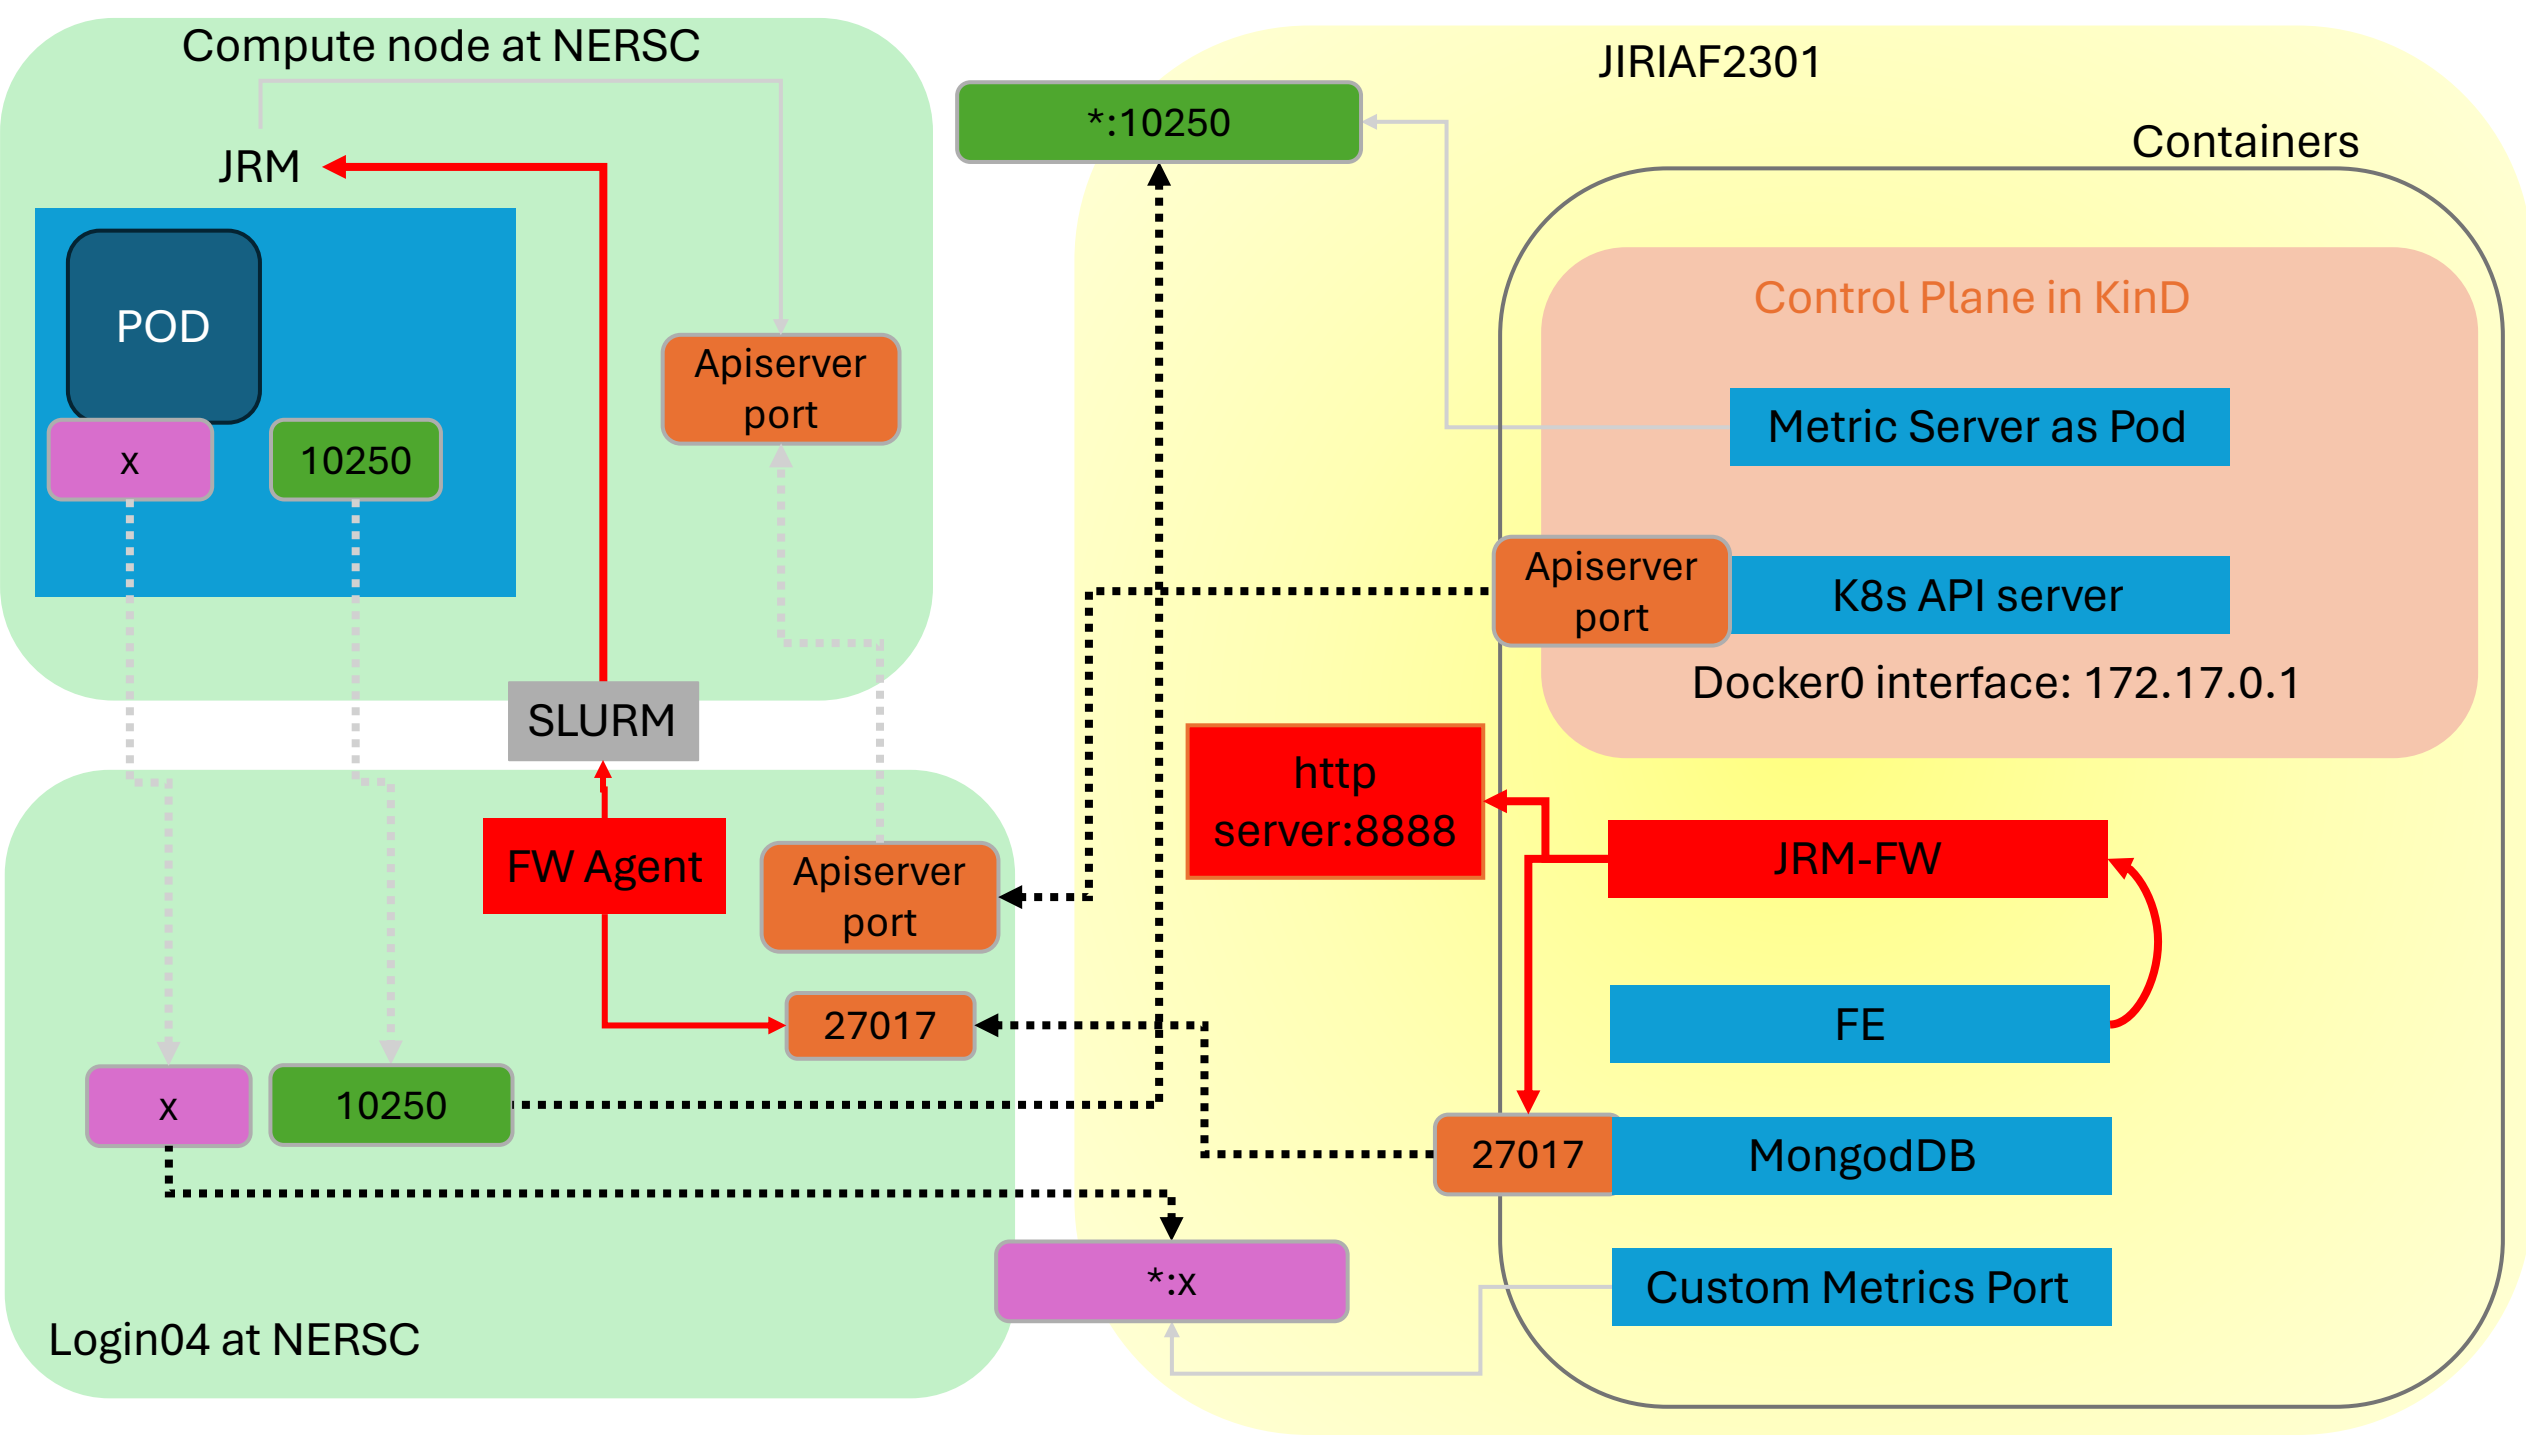 Compute node at NERSC
JRM
POD
x
10250
Apiserver
port
SLURM
FW Agent
Apiserver
port
27017
x
10250
Login04 at NERSC
JIRIAF2301
*:10250
Containers
Control Plane in KinD
Metric Server as Pod
Apiserver
port
K8s API server
Docker0 interface: 172.17.0.1
http
server:8888
JRM-FW
FE
27017
MongodDB
*:x
Custom Metrics Port